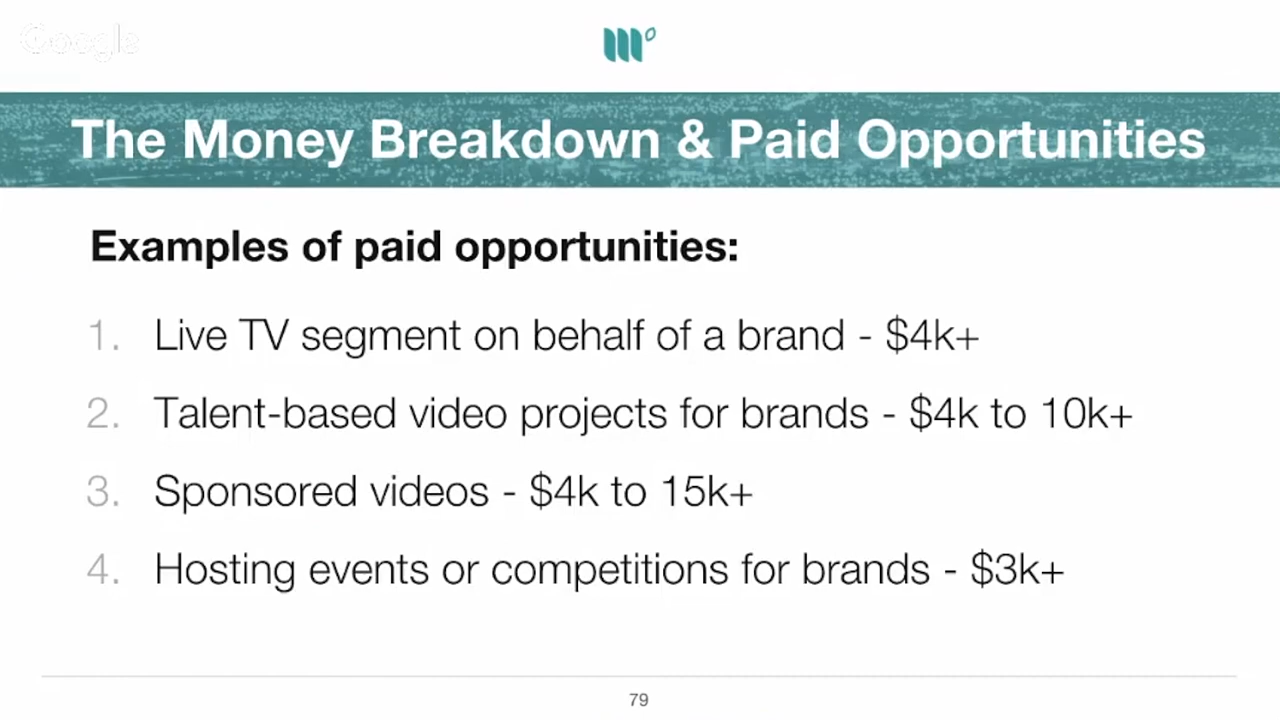 Google
The Money Breakdown & Paid Opportunities
Examples of paid opportunities:
1. Live TV segment on behalf of a brand - $4k+
2. Talent-based video projects for brands - $4k to 10k+
3. Sponsored videos - $4k to 15k+
4. Hosting events or competitions for brands - $3k+
79